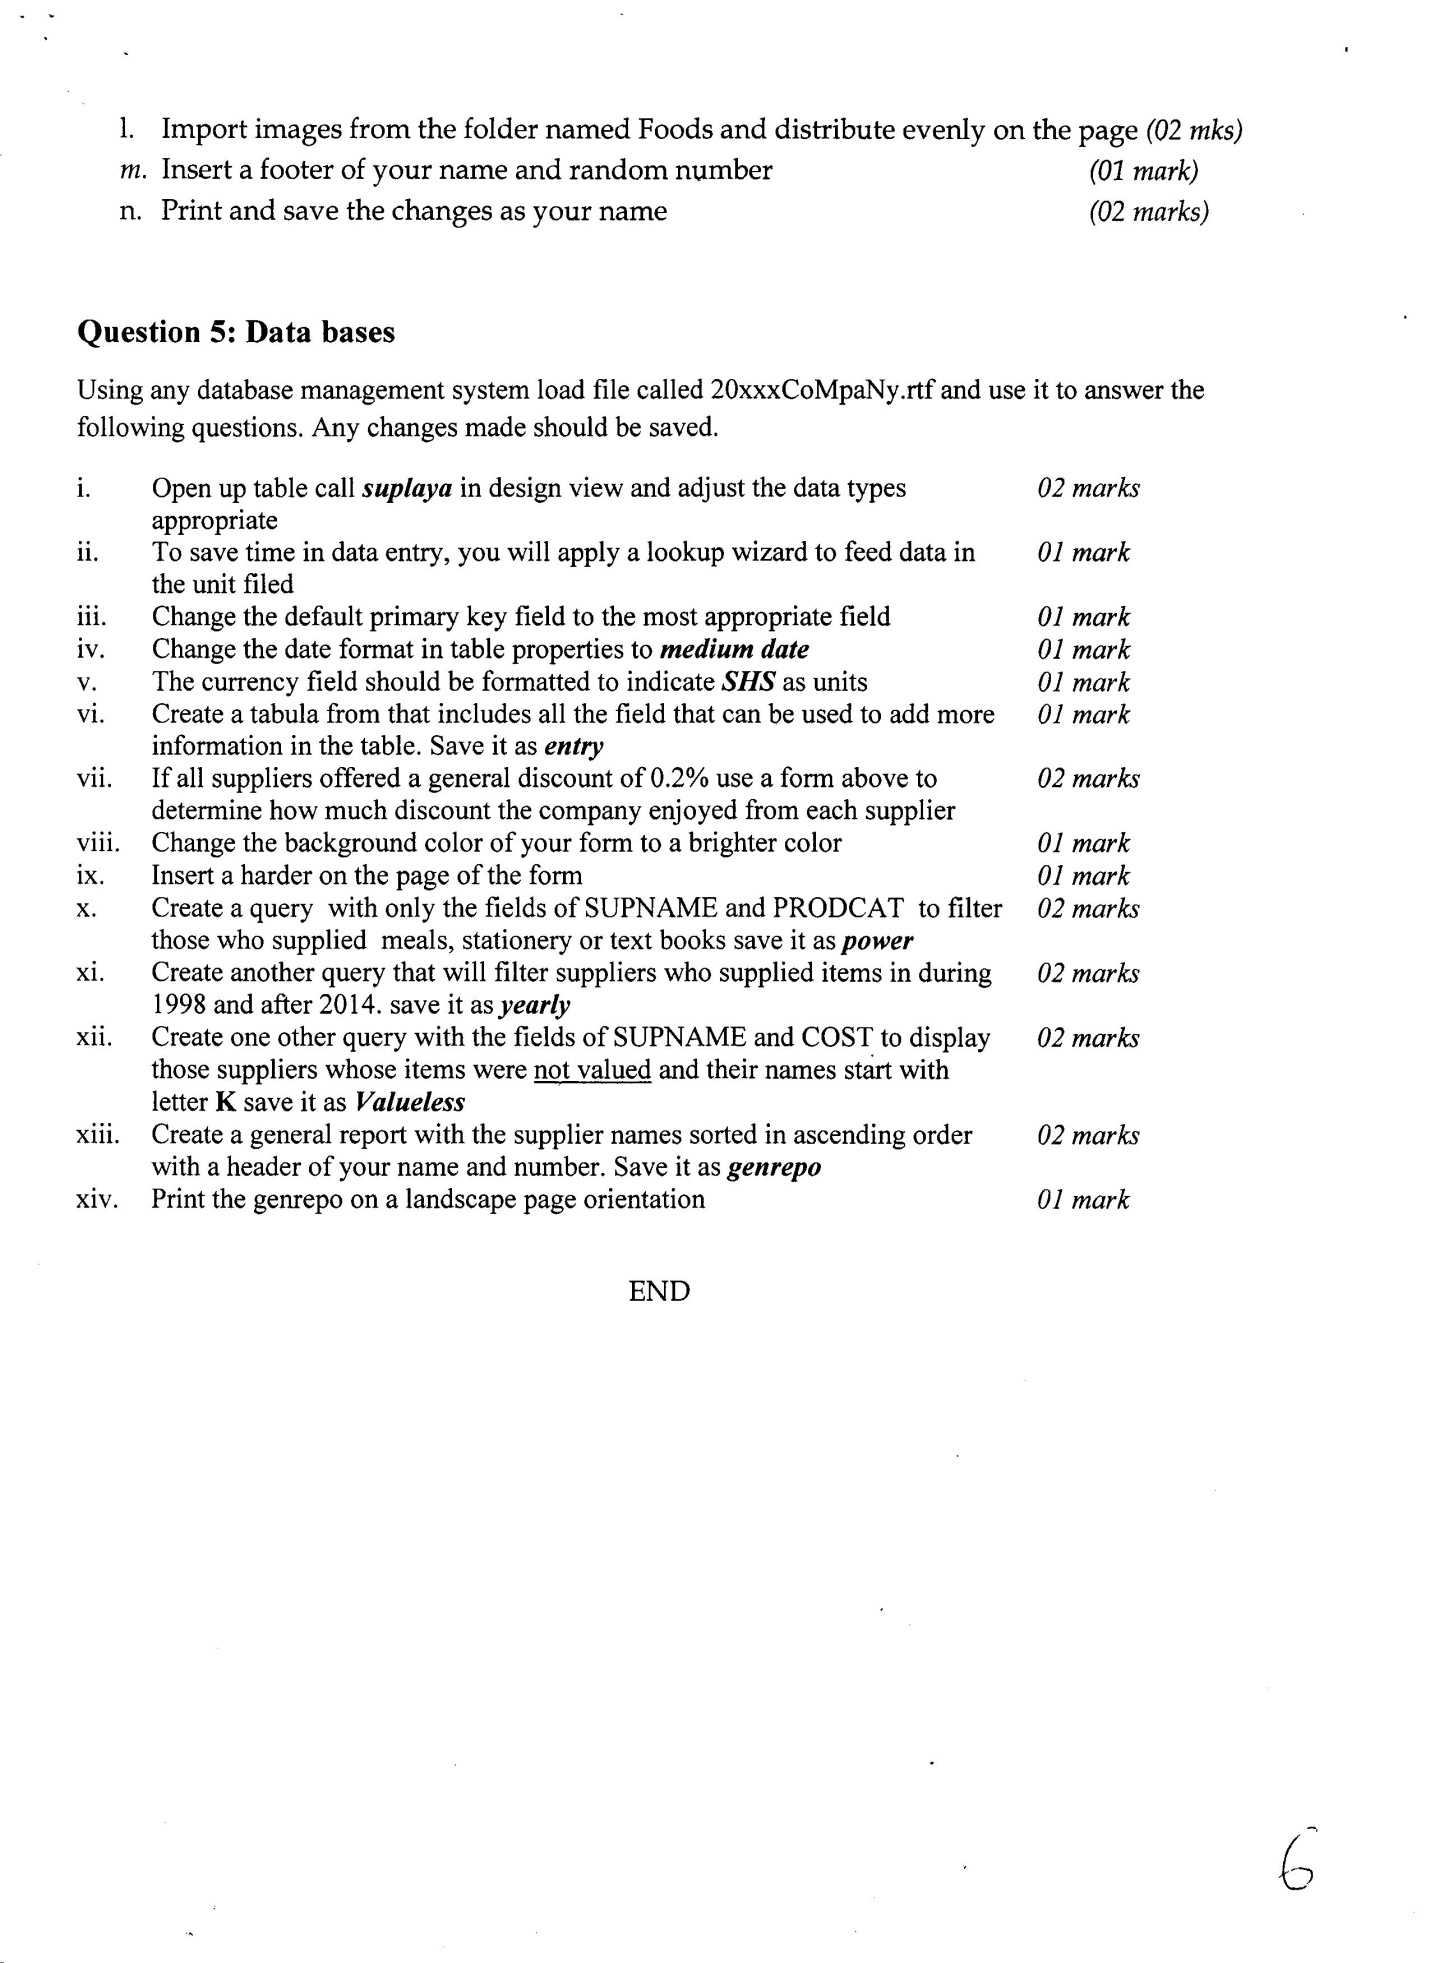 l. Import images from the folder named Foods and distribute evenly on the page (02 mks)
m. Insert a footer of your name and random number (01 mark)
n. Print and save the changes as your name (02 marks)
Question 5: Data bases
Using any database management system load file called 20xxxCoMpaNy.rtf and use it to answer the
following questions. Any changes made should be saved.
i. Open up table call suplaya in design view and adjust the data types 02 marks
appropriate
ii. To save time in data entry, you will apply a lookup wizard to feed data in 01 mark
the unit filed
iii. Change the default primary key field to the most appropriate field 01 mark
iv. Change the date format in table properties to medium date 01 mark
v. The currency field should be formatted to indicate SHS as units 01 mark
vi. Create a tabula from that includes all the field that can be used to add more 01 mark
information in the table. Save it as entry
vii. If all suppliers offered a general discount of 0.2% use a form above to 02 marks
determine how much discount the company enjoyed from each supplier
viii. Change the background color of your form to a brighter color 01 mark
ix. Insert a harder on the page of the form 01 mark
x. Create a query with only the fields of SUPNAME and PRODCAT to filter 02 marks
those who supplied meals, stationery or text books save it as power
xi. Create another query that will filter suppliers who supplied items in during 02 marks
1998 and after 2014. save it as yearly
xii. Create one other query with the fields of SUPNAME and COST to display 02 marks
those suppliers whose items were not valued and their names start with
letter K save it as Valueless
xiii. Create a general report with the supplier names sorted in ascending order 02 marks
with a header of your name and number. Save it as genrepo
xiv. Print the genrepo on a landscape page orientation 01 mark
END
6